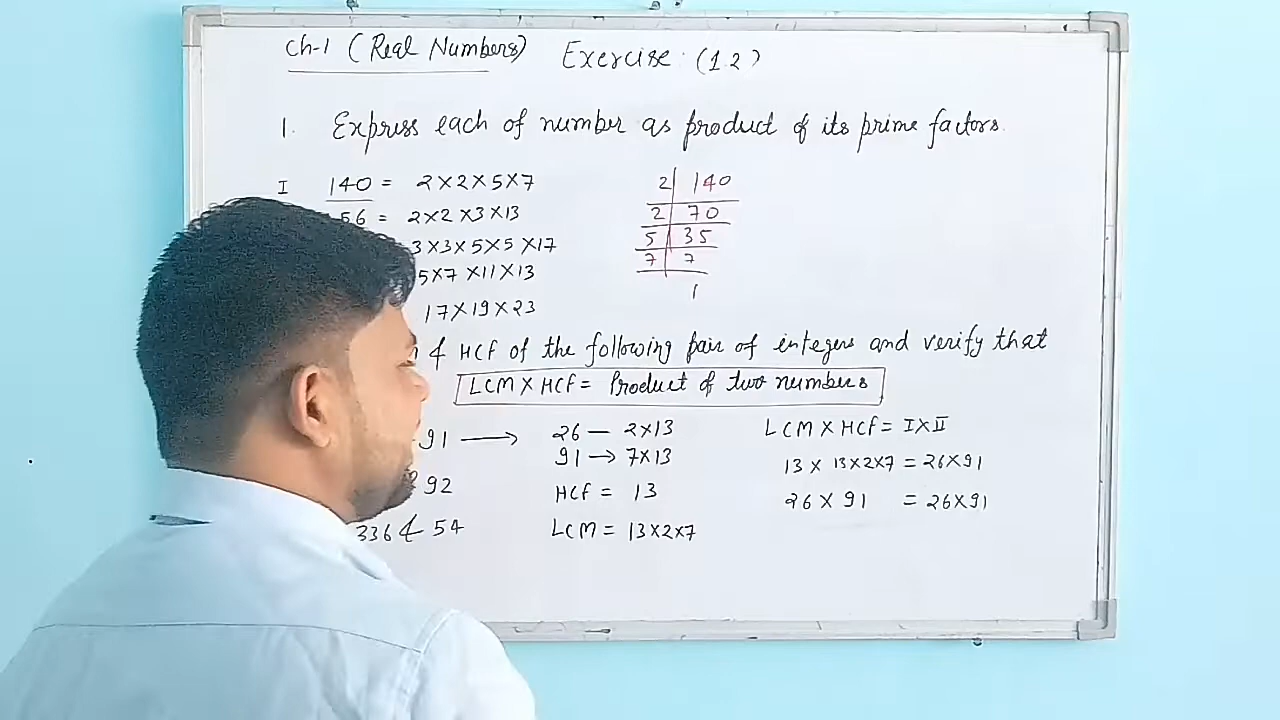 Ch-1 (Real Numbers) Exercise: (1.2)
1. Express each of number as product of its prime factors.
I 140 = 2×2×5×7
56 = 2×2×3×13
3×3×5×5×17
5×7×11×13
17×19×23
2 | 140
2 | 70
5 | 35
7 | 7
1
& HCF of the following pair of integers and verify that
LCM × HCF = Product of two numbers
91 ⟶
92
336 & 54
26 — 2×13
91 → 7×13
HCF = 13
LCM = 13×2×7
LCM × HCF = I×II
13 × 13×2×7 = 26×91
26 × 91 = 26×91